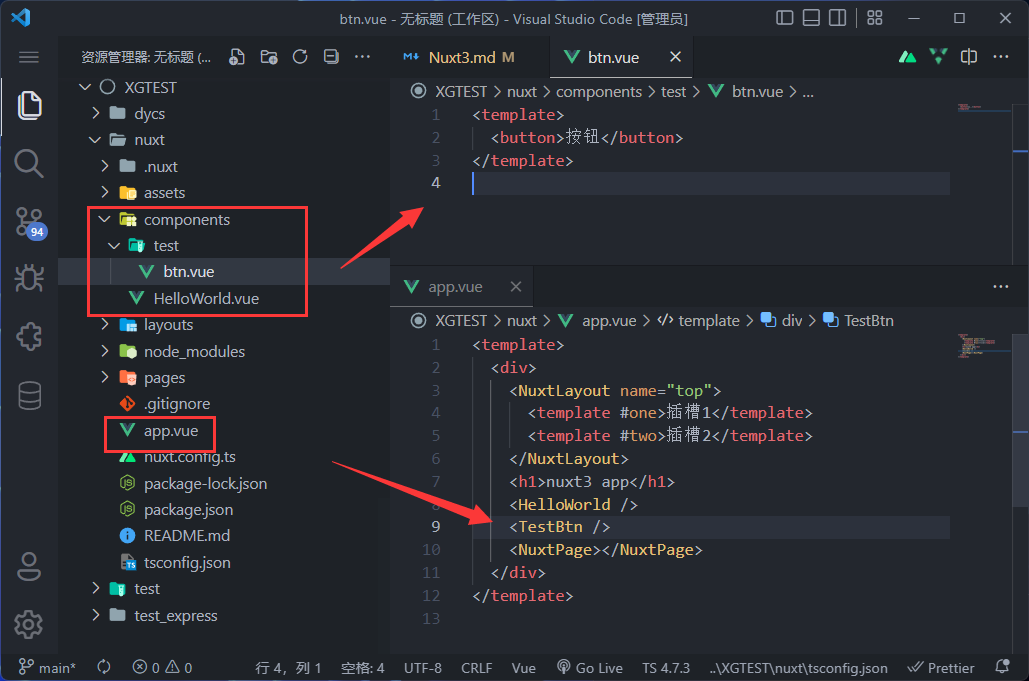 btn.vue - 无标题 (工作区) - Visual Studio Code [管理员]
资源管理器: 无标题 (...
XGTEST
dycs
nuxt
.nuxt
assets
components
test
btn.vue
HelloWorld.vue
layouts
node_modules
pages
.gitignore
app.vue
nuxt.config.ts
package-lock.json
package.json
README.md
tsconfig.json
test
test_express
94
Nuxt3.md M
btn.vue
XGTEST > nuxt > components > test > btn.vue > ...
1 <template>
2 <button>按钮</button>
3 </template>
4
app.vue
XGTEST > nuxt > app.vue > </> template > div > TestBtn
1 <template>
2 <div>
3 <NuxtLayout name="top">
4 <template #one>插槽1</template>
5 <template #two>插槽2</template>
6 </NuxtLayout>
7 <h1>nuxt3 app</h1>
8 <HelloWorld />
9 <TestBtn />
10 <NuxtPage></NuxtPage>
11 </div>
12 </template>
13
main* 0 0 行 4，列 1 空格: 4 UTF-8 CRLF Vue Go Live TS 4.7.3 ..\XGTEST\nuxt\tsconfig.json Prettier